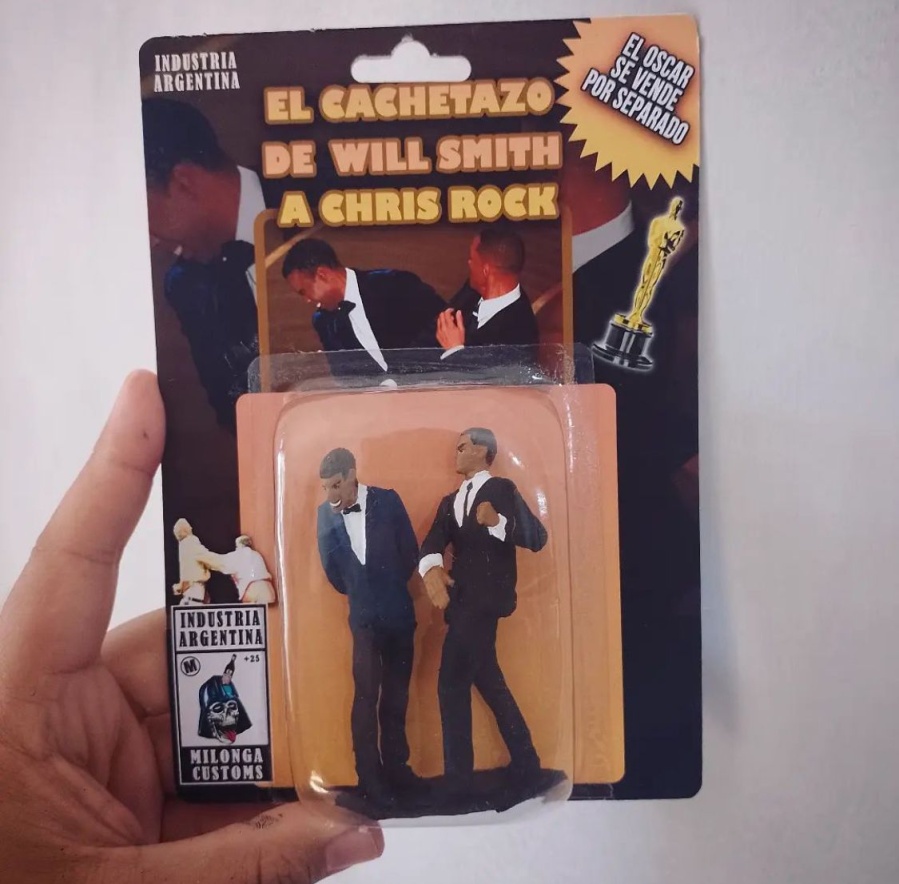 INDUSTRIA
ARGENTINA
EL CACHETAZO
DE WILL SMITH
A CHRIS ROCK
EL OSCAR
SE VENDE
POR SEPARADO
INDUSTRIA
ARGENTINA
M
+25
MILONGA
CUSTOMS